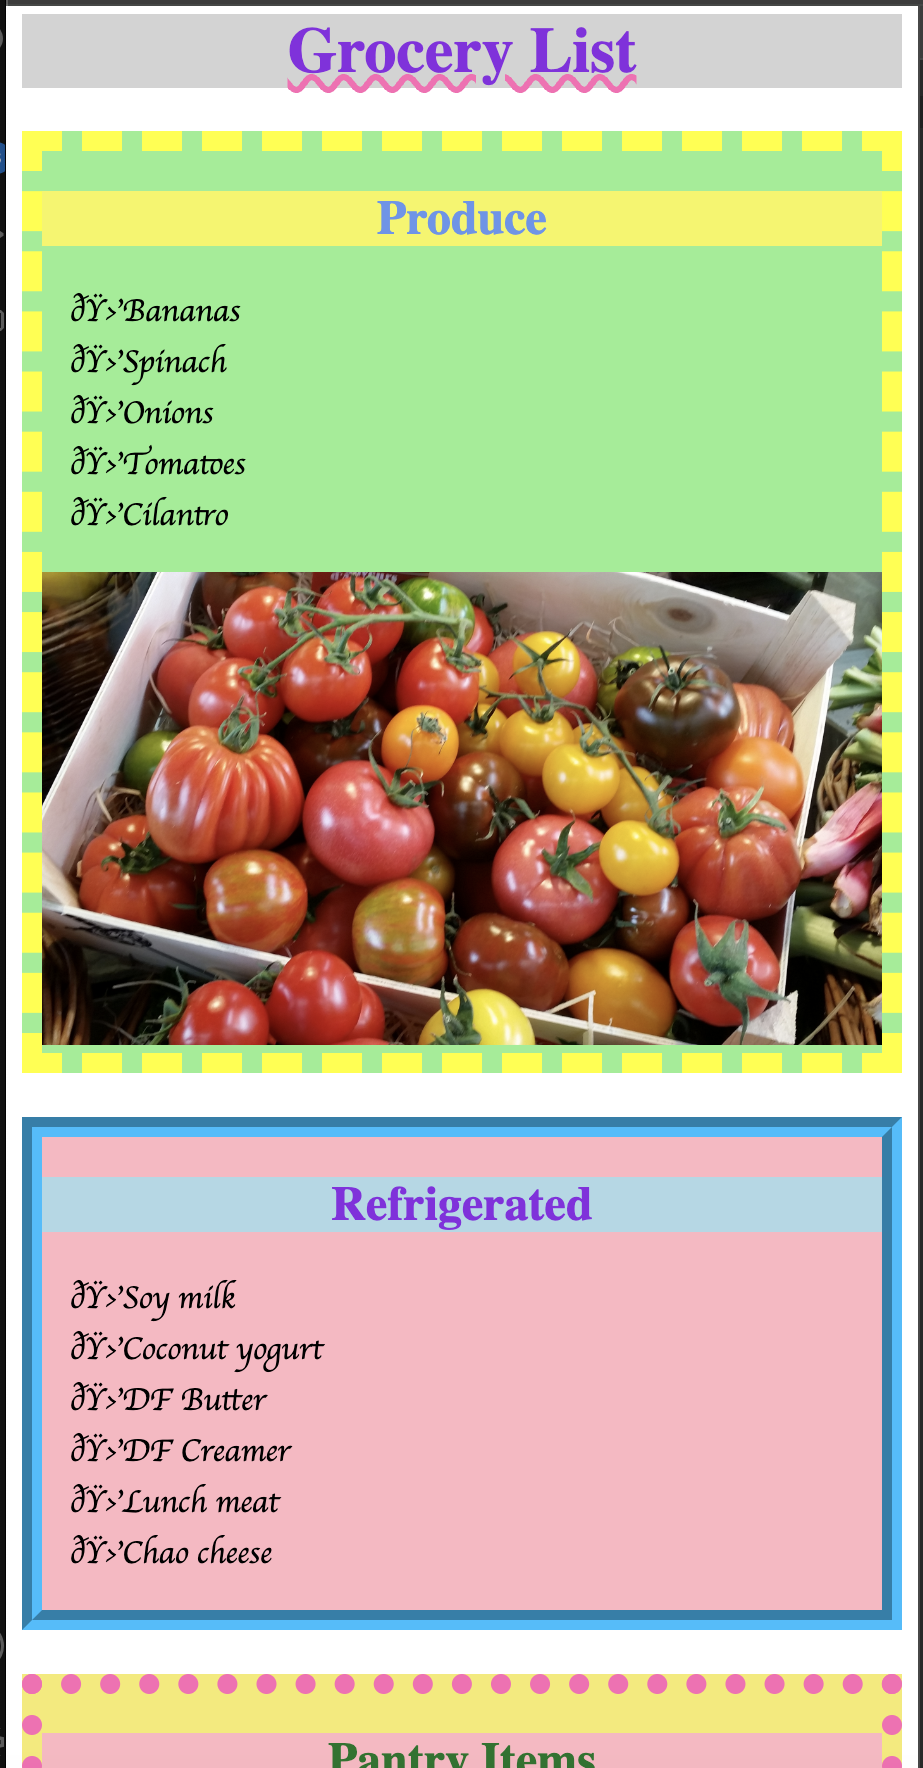 Grocery List
Produce
ðŸ›’Bananas
ðŸ›’Spinach
ðŸ›’Onions
ðŸ›’Tomatoes
ðŸ›’Cilantro
Refrigerated
ðŸ›’Soy milk
ðŸ›’Coconut yogurt
ðŸ›’DF Butter
ðŸ›’DF Creamer
ðŸ›’Lunch meat
ðŸ›’Chao cheese
Pantry Items